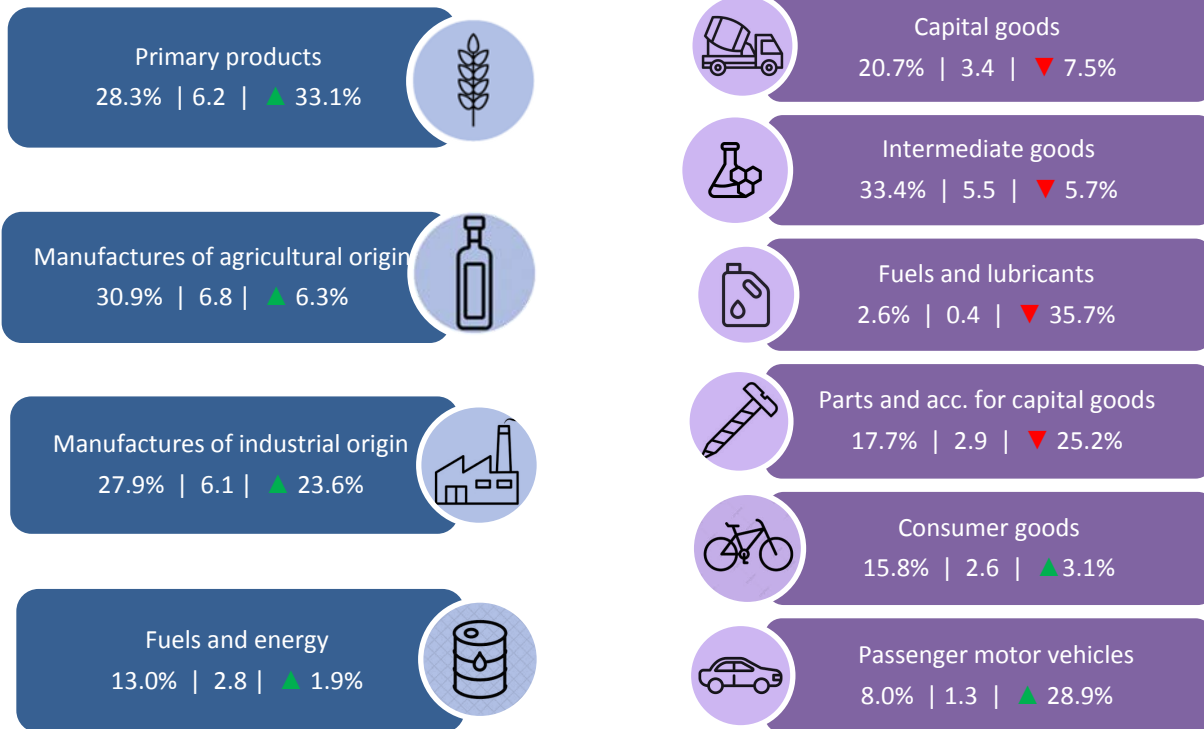 Primary products
28.3% | 6.2 | ▲ 33.1%
Manufactures of agricultural origin
30.9% | 6.8 | ▲ 6.3%
Manufactures of industrial origin
27.9% | 6.1 | ▲ 23.6%
Fuels and energy
13.0% | 2.8 | ▲ 1.9%
Capital goods
20.7% | 3.4 | ▼ 7.5%
Intermediate goods
33.4% | 5.5 | ▼ 5.7%
Fuels and lubricants
2.6% | 0.4 | ▼ 35.7%
Parts and acc. for capital goods
17.7% | 2.9 | ▼ 25.2%
Consumer goods
15.8% | 2.6 | ▲ 3.1%
Passenger motor vehicles
8.0% | 1.3 | ▲ 28.9%